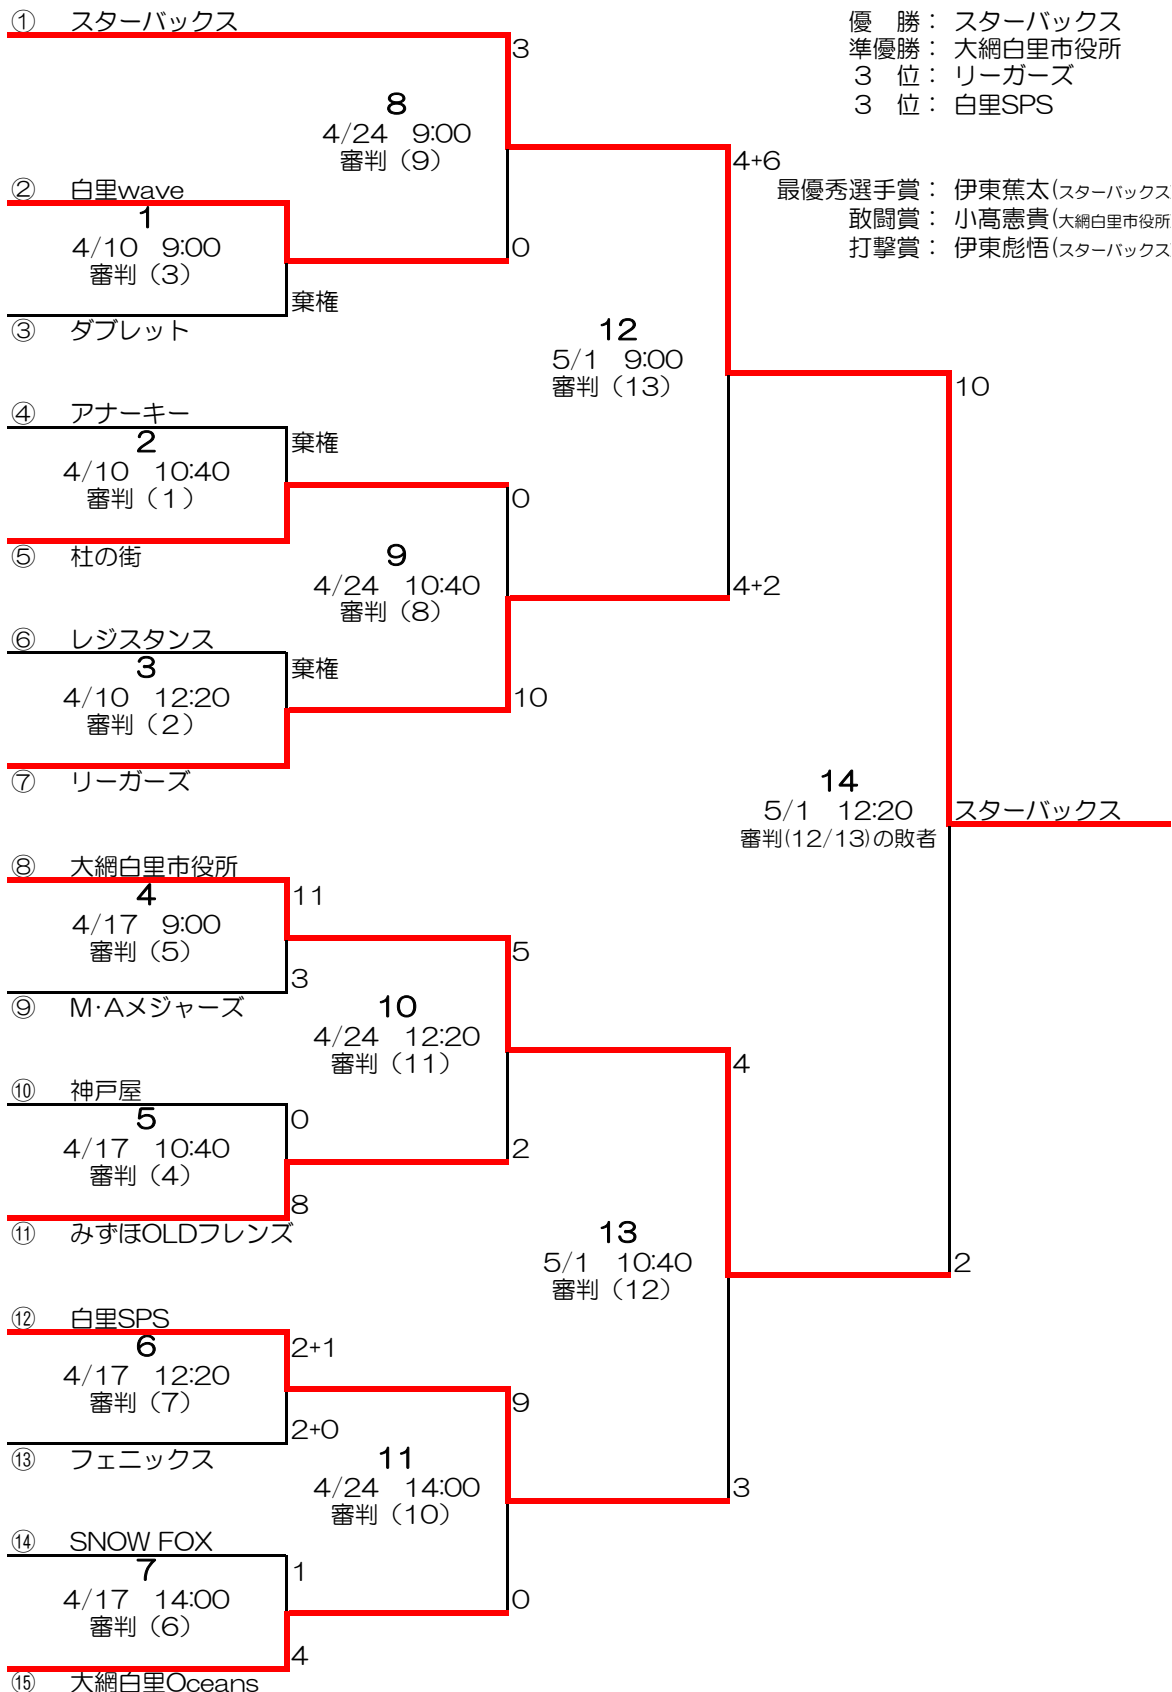 ① スターバックス
優 勝： スターバックス
準優勝： 大網白里市役所
3 位： リーガーズ
3 位： 白里SPS
3
8
4/24 9:00
審判（9）
4+6
最優秀選手賞： 伊東蕉太(スターバックス
敢闘賞： 小髙憲貴(大網白里市役所
打撃賞： 伊東彪悟(スターバックス
② 白里wave
1
4/10 9:00
審判（3）
0
棄権
③ ダブレット
12
5/1 9:00
審判（13）
10
④ アナーキー
2
棄権
4/10 10:40
審判（1）
0
⑤ 杜の街
9
4/24 10:40
審判（8）
4+2
⑥ レジスタンス
3
棄権
4/10 12:20
審判（2）
10
⑦ リーガーズ
14
5/1 12:20
審判(12/13)の敗者
スターバックス
⑧ 大網白里市役所
4
11
4/17 9:00
審判（5）
5
3
⑨ M・Aメジャーズ
10
4/24 12:20
審判（11）
4
⑩ 神戸屋
5
0
4/17 10:40
審判（4）
2
8
⑪ みずほOLDフレンズ
13
5/1 10:40
審判（12）
2
⑫ 白里SPS
6
2+1
4/17 12:20
審判（7）
9
2+0
⑬ フェニックス
11
4/24 14:00
審判（10）
3
⑭ SNOW FOX
7
1
4/17 14:00
審判（6）
0
4
⑮ 大網白里Oceans